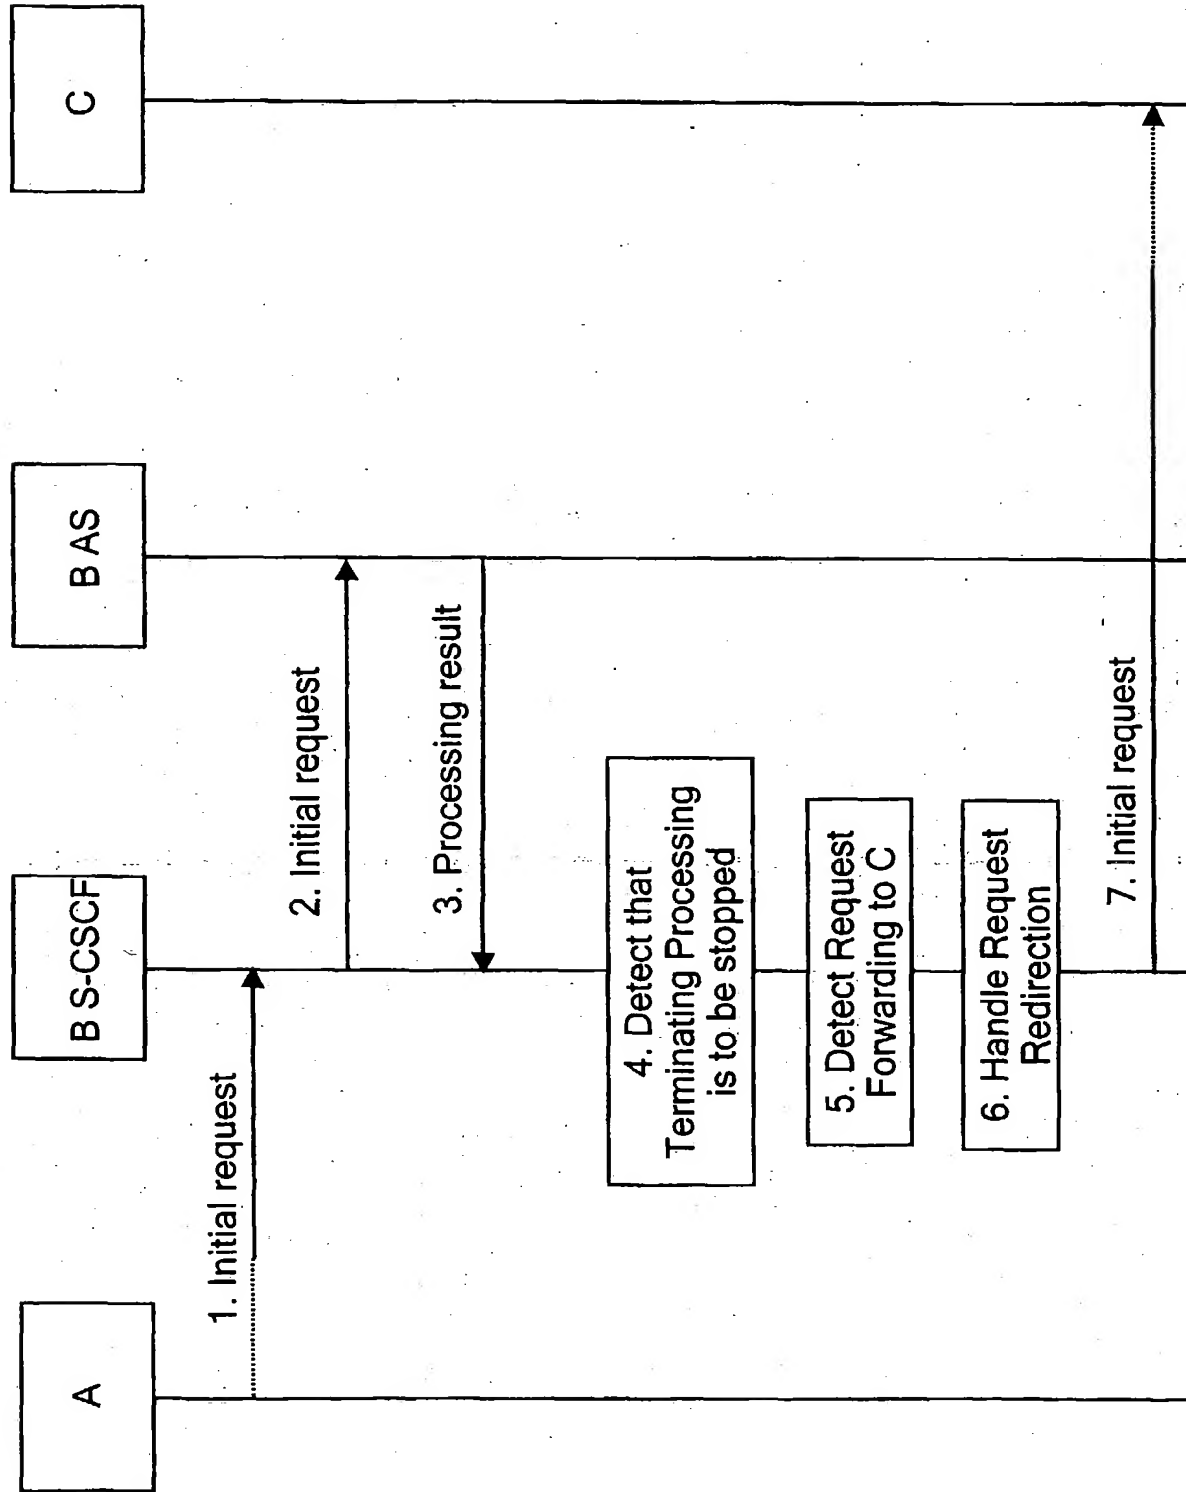 A
B S-CSCF
B AS
C
1. Initial request
2. Initial request
3. Processing result
4. Detect that
Terminating Processing
is to be stopped
5. Detect Request
Forwarding to C
6. Handle Request
Redirection
7. Initial request